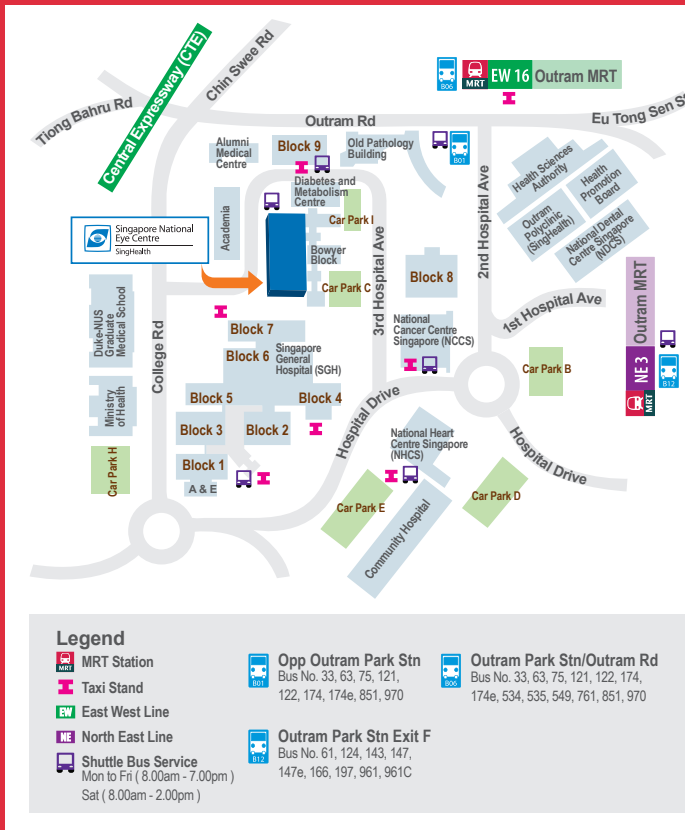 Central Expressway (CTE)
Chin Swee Rd
Tiong Bahru Rd
B06
MRT
EW 16
Outram MRT
Outram Rd
Eu Tong Sen St
Alumni
Medical
Centre
Block 9
Old Pathology
Building
B01
2nd Hospital Ave
Health Sciences
Authority
Health
Promotion
Board
Outram
Polyclinic
(SingHealth)
National Dental
Centre Singapore
(NDCS)
Diabetes and
Metabolism
Centre
Academia
Car Park I
Singapore National
Eye Centre
SingHealth
Bowyer
Block
3rd Hospital Ave
Block 8
Car Park C
Outram MRT
NE 3
MRT
B12
1st Hospital Ave
Duke-NUS
Graduate
Medical School
College Rd
Block 7
National
Cancer Centre
Singapore (NCCS)
Block 6
Singapore
General
Hospital (SGH)
Car Park B
Ministry
of Health
Block 5
Block 4
Hospital Drive
Block 3
Block 2
National Heart
Centre Singapore
(NHCS)
Hospital Drive
Car Park H
Block 1
A & E
Car Park E
Car Park D
Community Hospital
Legend
MRT
MRT Station
Taxi Stand
EW
East West Line
NE
North East Line
Shuttle Bus Service
Mon to Fri ( 8.00am - 7.00pm )
Sat ( 8.00am - 2.00pm )
B01
Opp Outram Park Stn
Bus No. 33, 63, 75, 121,
122, 174, 174e, 851, 970
B12
Outram Park Stn Exit F
Bus No. 61, 124, 143, 147,
147e, 166, 197, 961, 961C
B06
Outram Park Stn/Outram Rd
Bus No. 33, 63, 75, 121, 122, 174,
174e, 534, 535, 549, 761, 851, 970